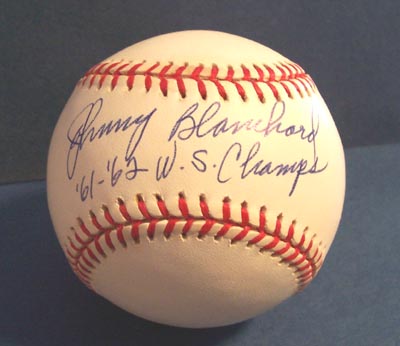 Johnny Blanchard
'61-'62 W.S. Champs